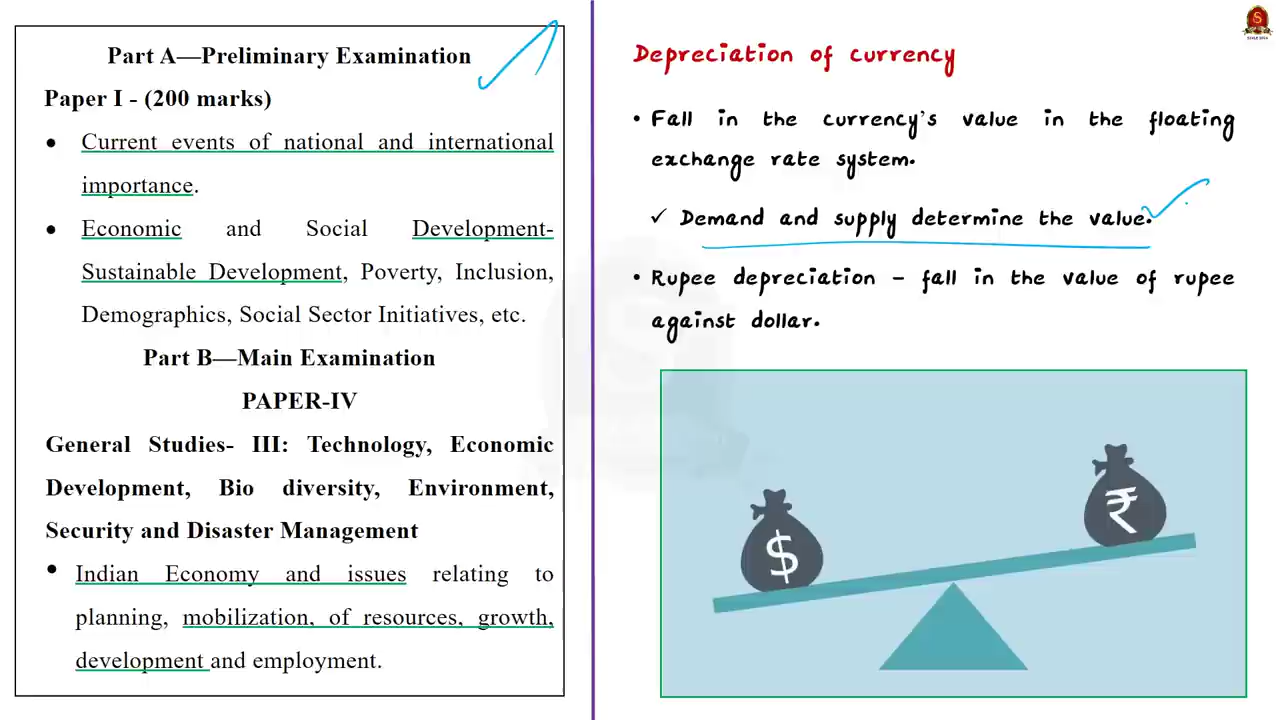 Part A—Preliminary Examination
Paper I - (200 marks)
• Current events of national and international
importance.
• Economic and Social Development-
Sustainable Development, Poverty, Inclusion,
Demographics, Social Sector Initiatives, etc.
Part B—Main Examination
PAPER-IV
General Studies- III: Technology, Economic
Development, Bio diversity, Environment,
Security and Disaster Management
• Indian Economy and issues relating to
planning, mobilization, of resources, growth,
development and employment.
Depreciation of currency
• Fall in the currency's value in the floating
exchange rate system.
✓ Demand and supply determine the value.
• Rupee depreciation – fall in the value of rupee
against dollar.
$
₹